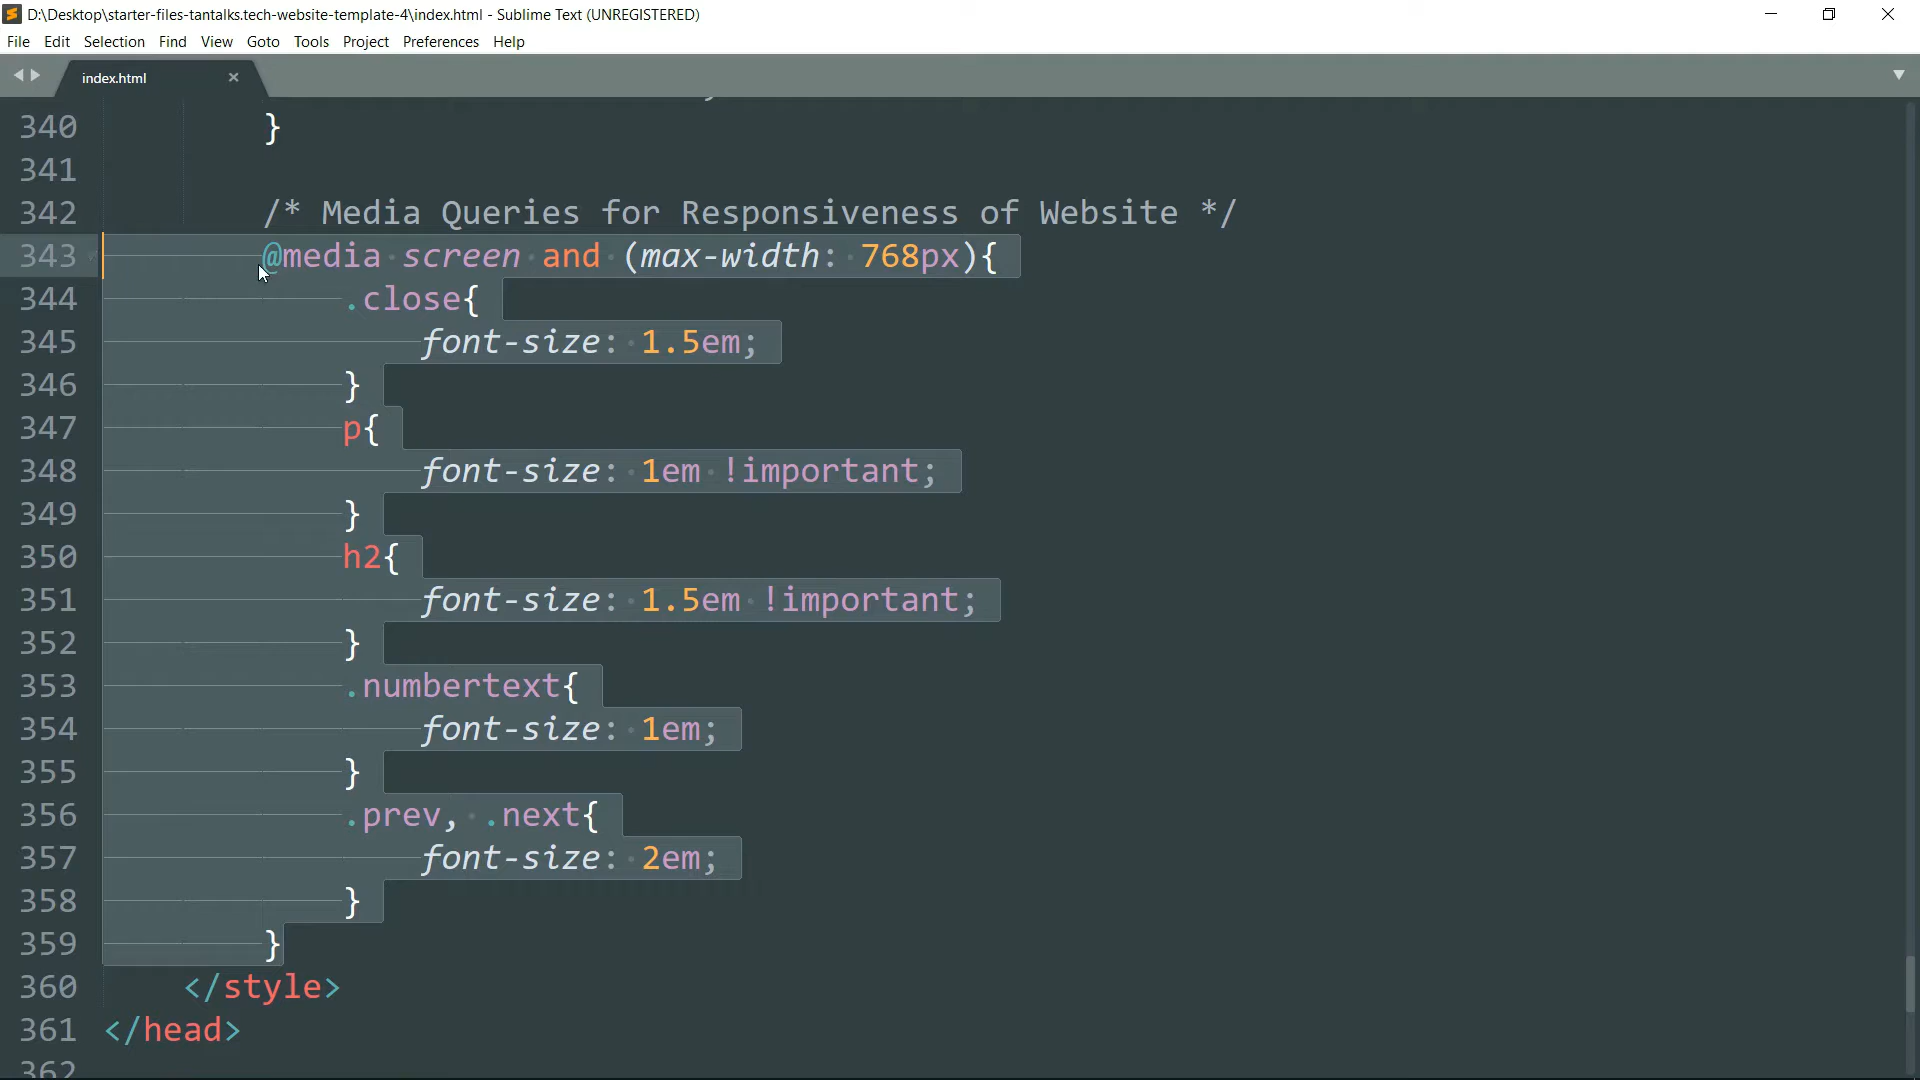 D:\Desktop\starter-files-tantalks.tech-website-template-4\index.html - Sublime Text (UNREGISTERED)
File Edit Selection Find View Goto Tools Project Preferences Help
index.html
340 }
341
342 /* Media Queries for Responsiveness of Website */
343 @media screen and (max-width: 768px){
344 .close{
345 font-size: 1.5em;
346 }
347 p{
348 font-size: 1em !important;
349 }
350 h2{
351 font-size: 1.5em !important;
352 }
353 .numbertext{
354 font-size: 1em;
355 }
356 .prev, .next{
357 font-size: 2em;
358 }
359 }
360 </style>
361 </head>
362